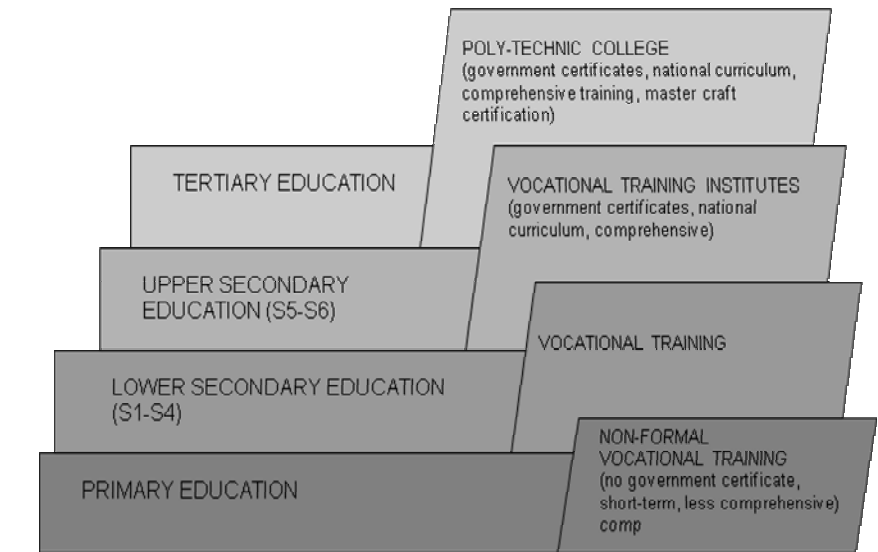 POLY-TECHNIC COLLEGE
(government certificates, national curriculum,
comprehensive training, master craft
certification)
TERTIARY EDUCATION
VOCATIONAL TRAINING INSTITUTES
(government certificates, national
curriculum, comprehensive)
UPPER SECONDARY
EDUCATION (S5-S6)
VOCATIONAL TRAINING
LOWER SECONDARY EDUCATION
(S1-S4)
NON-FORMAL
VOCATIONAL TRAINING
(no government certificate,
short-term, less comprehensive)
comp
PRIMARY EDUCATION